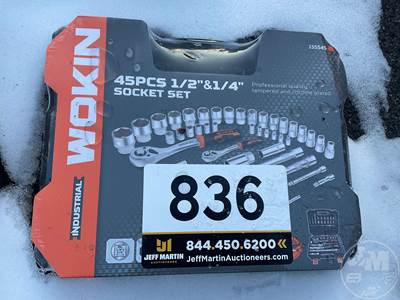 INDUSTRIAL
WOKIN
45PCS 1/2"&1/4"
SOCKET SET
Professional quality
tempered and chrome plated
836
JEFF MARTIN
AUCTIONEERS
844.450.6200
JeffMartinAuctioneers.com